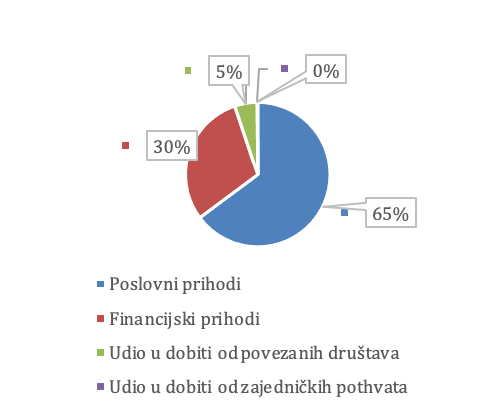 5%
0%
30%
65%
Poslovni prihodi
Financijski prihodi
Udio u dobiti od povezanih društava
Udio u dobiti od zajedničkih pothvata